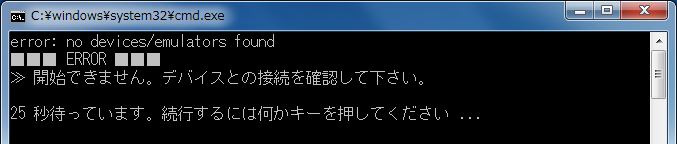 C:¥windows¥system32¥cmd.exe
error: no devices/emulators found
■■■ ERROR ■■■
≫ 開始できません。デバイスとの接続を確認して下さい。
25 秒待っています。続行するには何かキーを押してください ...